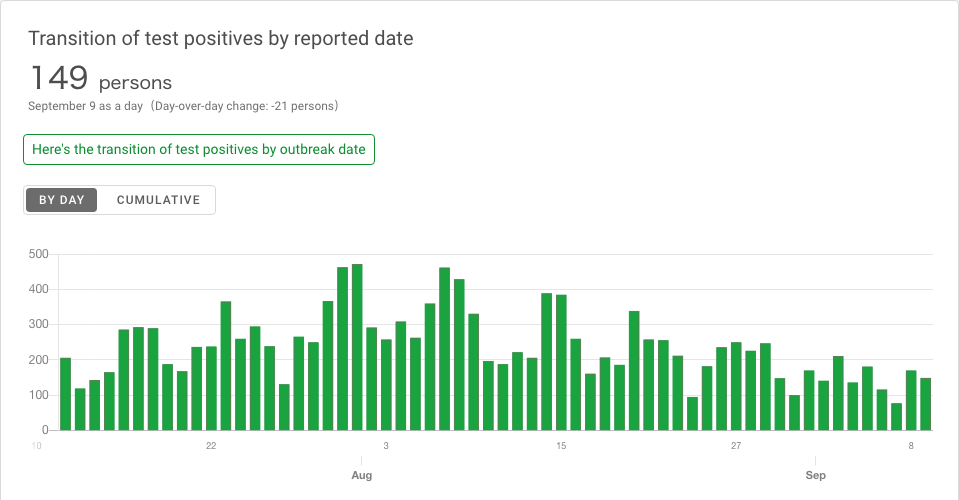 Transition of test positives by reported date
149 persons
September 9 as a day（Day-over-day change: -21 persons）
Here's the transition of test positives by outbreak date
BY DAY CUMULATIVE
500
400
300
200
100
0
10 22 3 15 27 8
Aug Sep